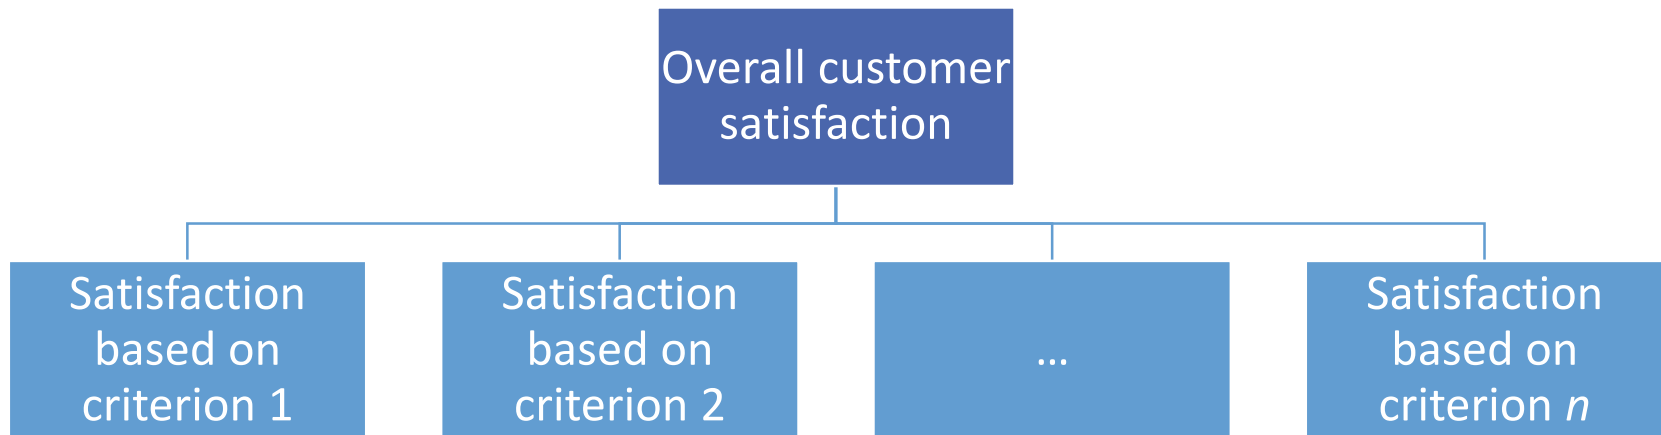 Overall customer
satisfaction
Satisfaction
based on
criterion 1
Satisfaction
based on
criterion 2
...
Satisfaction
based on
criterion n